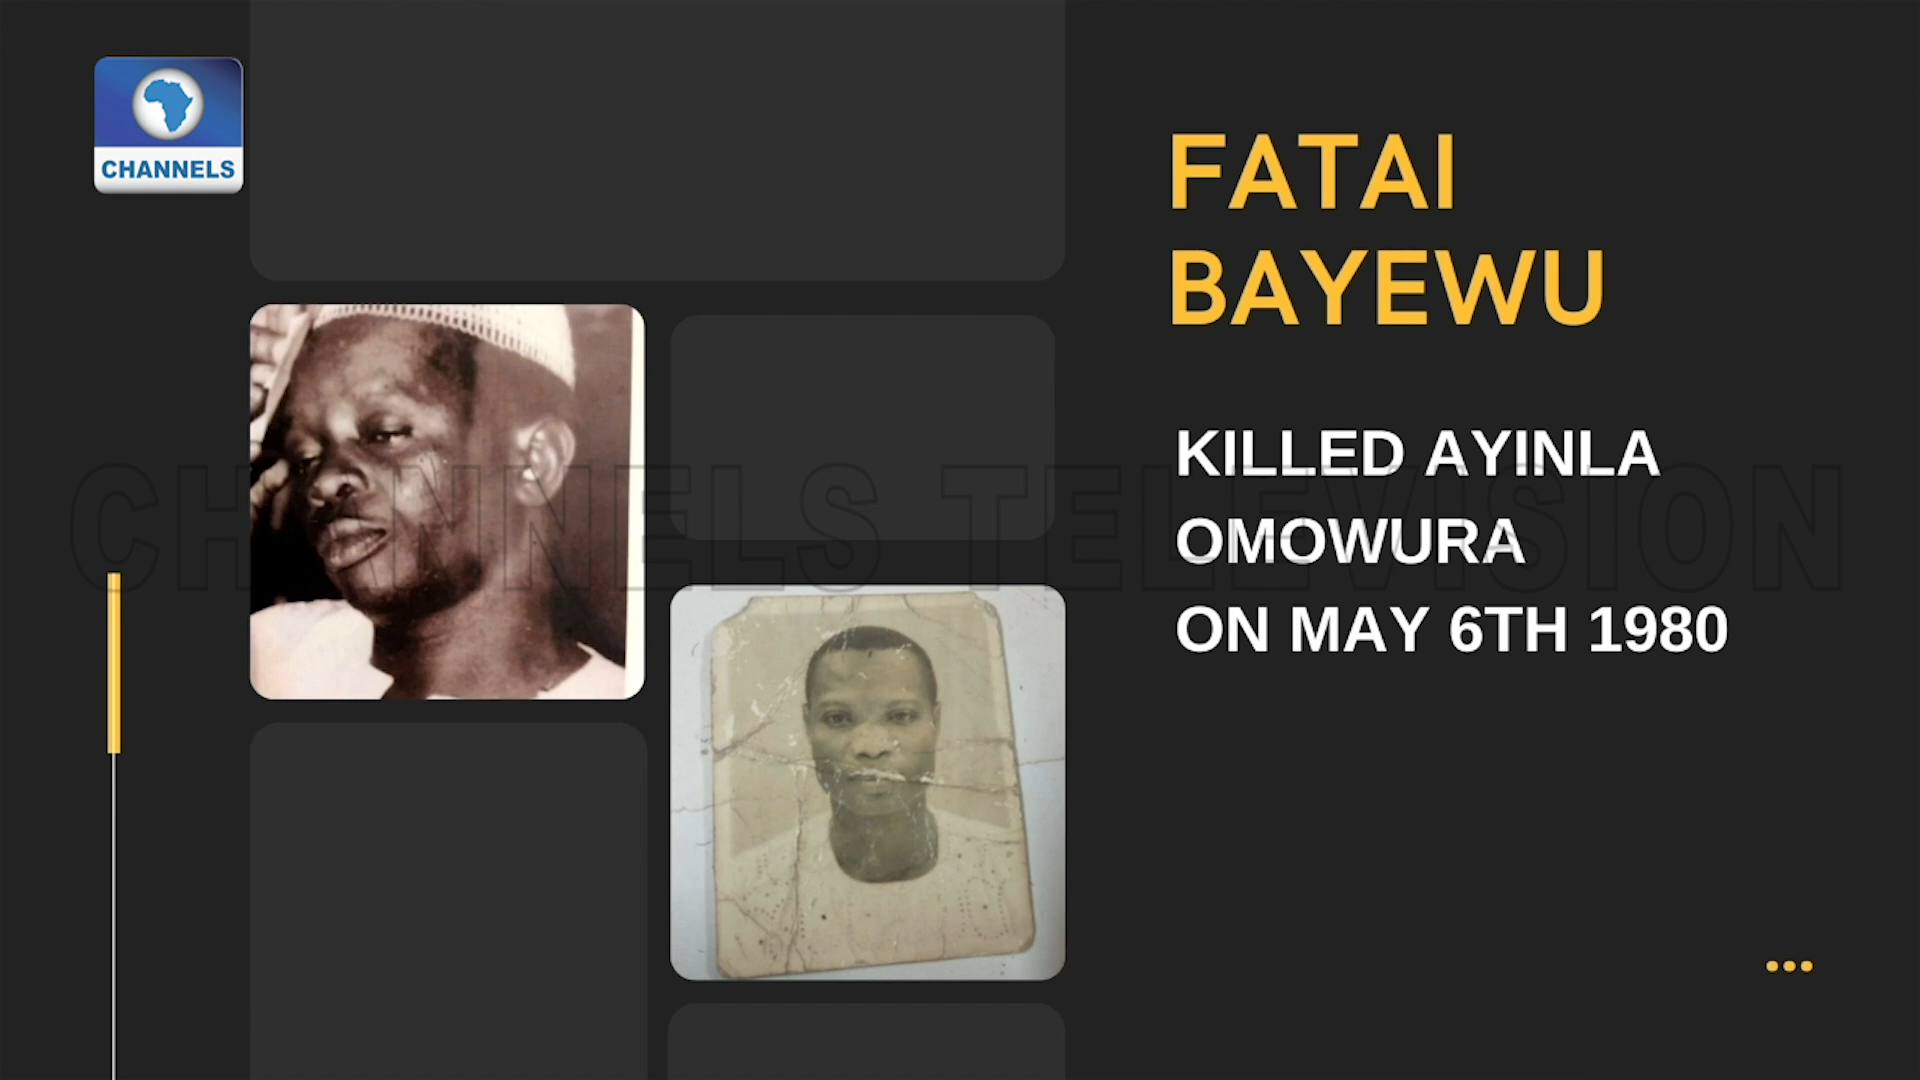 CHANNELS
FATAI
BAYEWU
KILLED AYINLA
OMOWURA
ON MAY 6TH 1980
CHANNELS TELEVISION